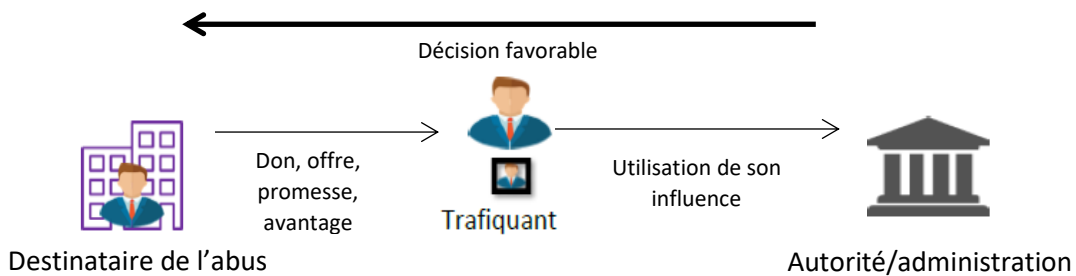 Décision favorable
Don, offre,
promesse,
avantage
Utilisation de son
influence
Trafiquant
Destinataire de l'abus
Autorité/administration